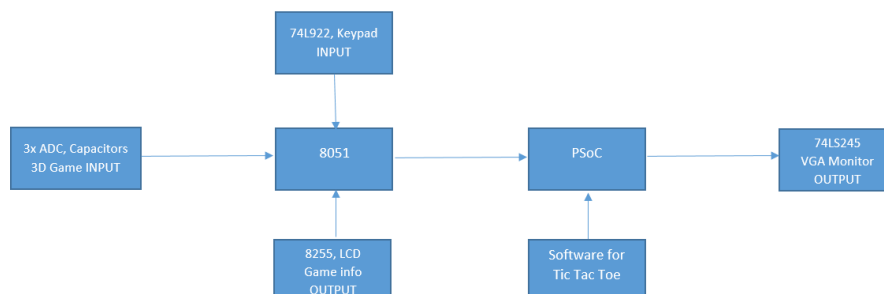 74L922, Keypad
INPUT
3x ADC, Capacitors
3D Game INPUT
8051
PSoC
74LS245
VGA Monitor
OUTPUT
8255, LCD
Game info
OUTPUT
Software for
Tic Tac Toe